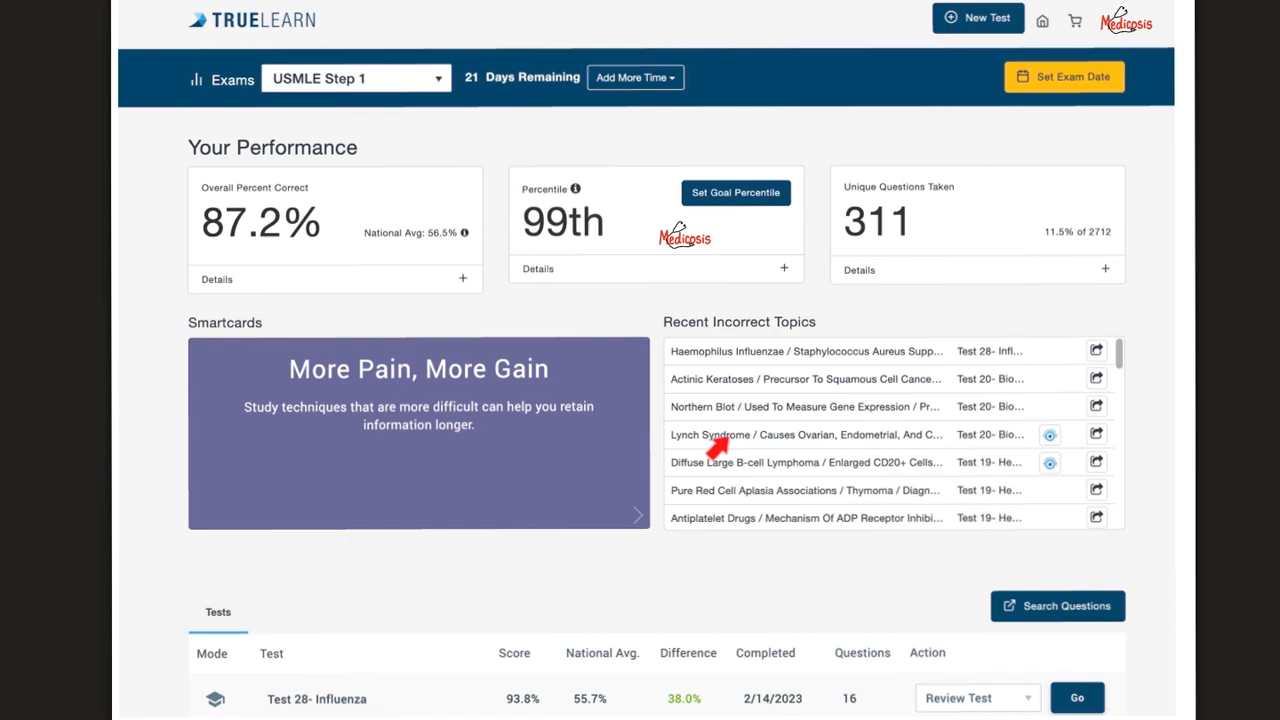 TRUELEARN
New Test
Medicosis
Exams USMLE Step 1 21 Days Remaining Add More Time Set Exam Date
Your Performance
Overall Percent Correct
87.2% National Avg: 56.5%
Details +
Percentile Set Goal Percentile
99th
Medicosis
Details +
Unique Questions Taken
311 11.5% of 2712
Details +
Smartcards
More Pain, More Gain
Study techniques that are more difficult can help you retain
information longer.
Recent Incorrect Topics
Haemophilus Influenzae / Staphylococcus Aureus Supp... Test 28- Infl...
Actinic Keratoses / Precursor To Squamous Cell Cance... Test 20- Bio...
Northern Blot / Used To Measure Gene Expression / Pr... Test 20- Bio...
Lynch Syndrome / Causes Ovarian, Endometrial, And C... Test 20- Bio...
Diffuse Large B-cell Lymphoma / Enlarged CD20+ Cells... Test 19- He...
Pure Red Cell Aplasia Associations / Thymoma / Diagn... Test 19- He...
Antiplatelet Drugs / Mechanism Of ADP Receptor Inhibi... Test 19- He...
Tests
Search Questions
Mode Test Score National Avg. Difference Completed Questions Action
Test 28- Influenza 93.8% 55.7% 38.0% 2/14/2023 16 Review Test Go